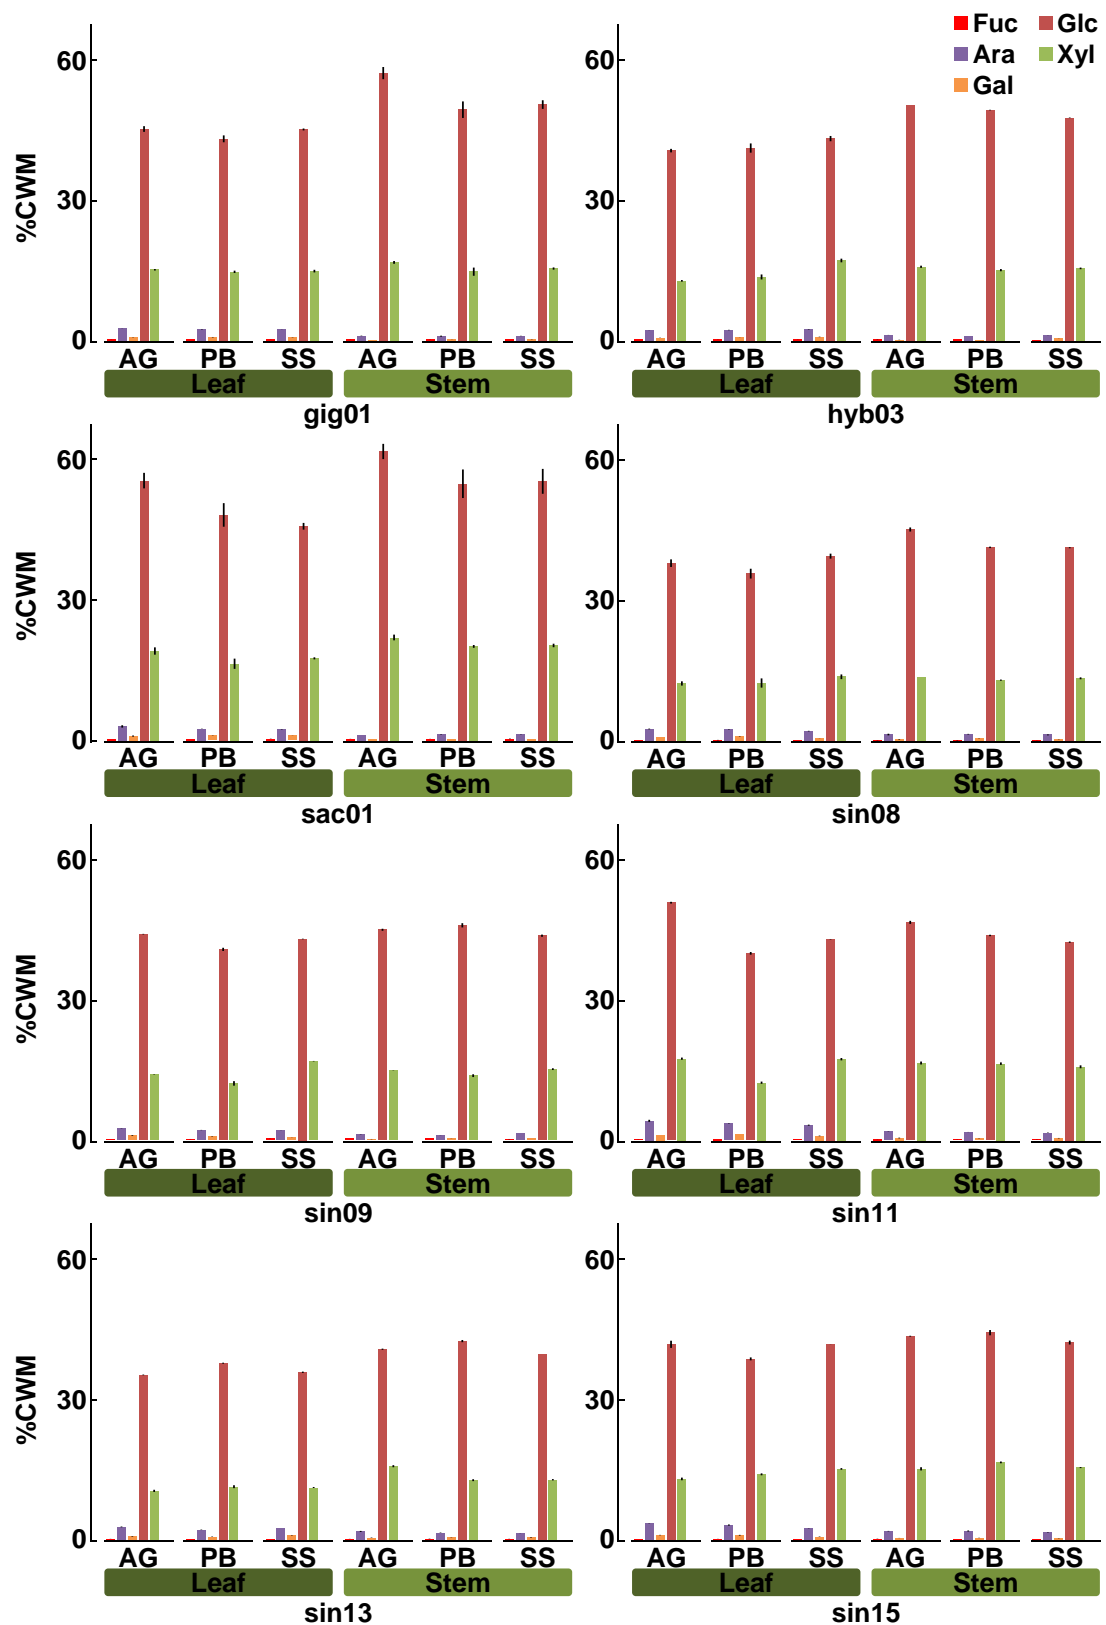 Fuc Glc
Ara Xyl
Gal
60
30
0
%CWM
AG PB SS AG PB SS
Leaf Stem
gig01
60
30
0
AG PB SS AG PB SS
Leaf Stem
hyb03
60
30
0
%CWM
AG PB SS AG PB SS
Leaf Stem
sac01
60
30
0
AG PB SS AG PB SS
Leaf Stem
sin08
60
30
0
%CWM
AG PB SS AG PB SS
Leaf Stem
sin09
60
30
0
AG PB SS AG PB SS
Leaf Stem
sin11
60
30
0
%CWM
AG PB SS AG PB SS
Leaf Stem
sin13
60
30
0
AG PB SS AG PB SS
Leaf Stem
sin15